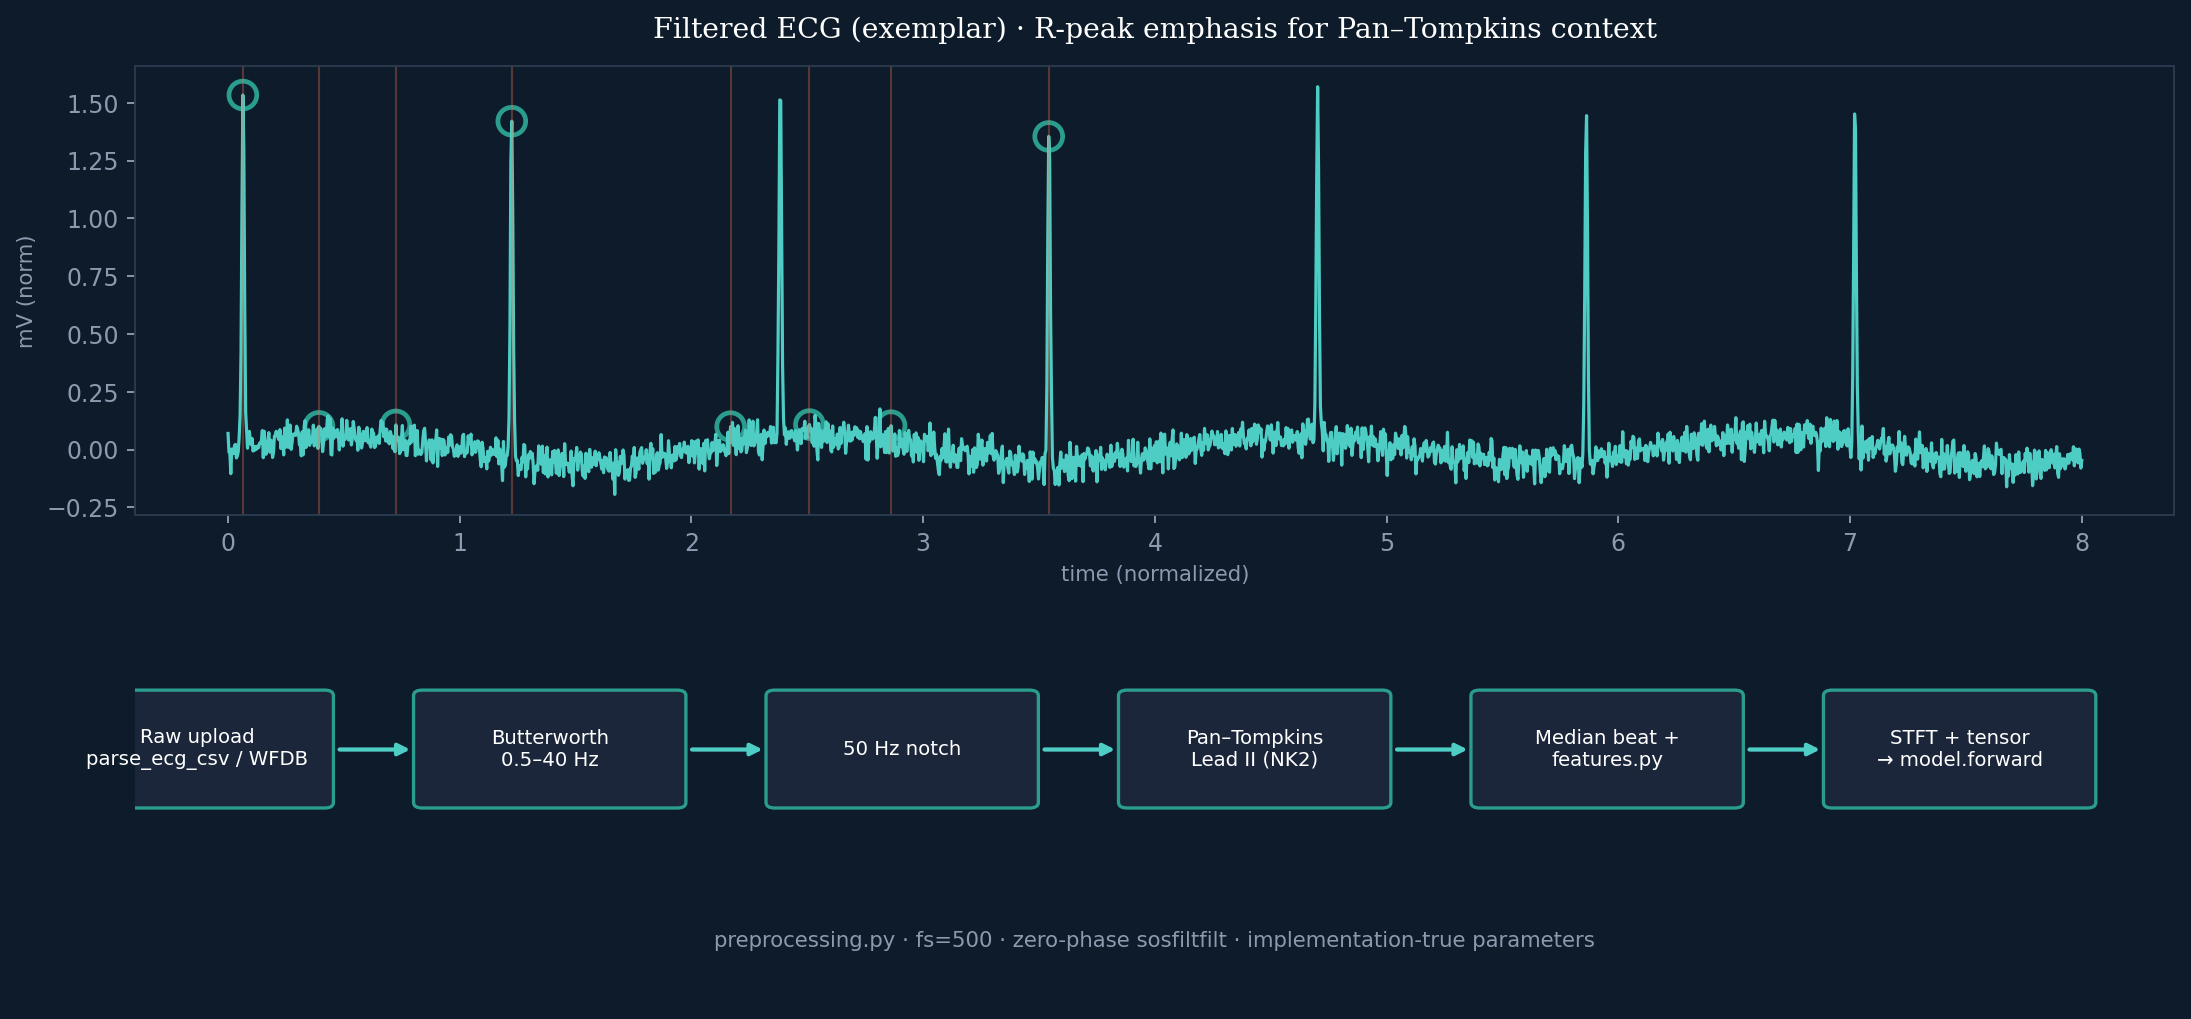 Filtered ECG (exemplar) · R-peak emphasis for Pan–Tompkins context
mV (norm)
1.50
1.25
1.00
0.75
0.50
0.25
0.00
−0.25
0 1 2 3 4 5 6 7 8
time (normalized)
Raw upload
parse_ecg_csv / WFDB
Butterworth
0.5–40 Hz
50 Hz notch
Pan–Tompkins
Lead II (NK2)
Median beat +
features.py
STFT + tensor
→ model.forward
preprocessing.py · fs=500 · zero-phase sosfiltfilt · implementation-true parameters